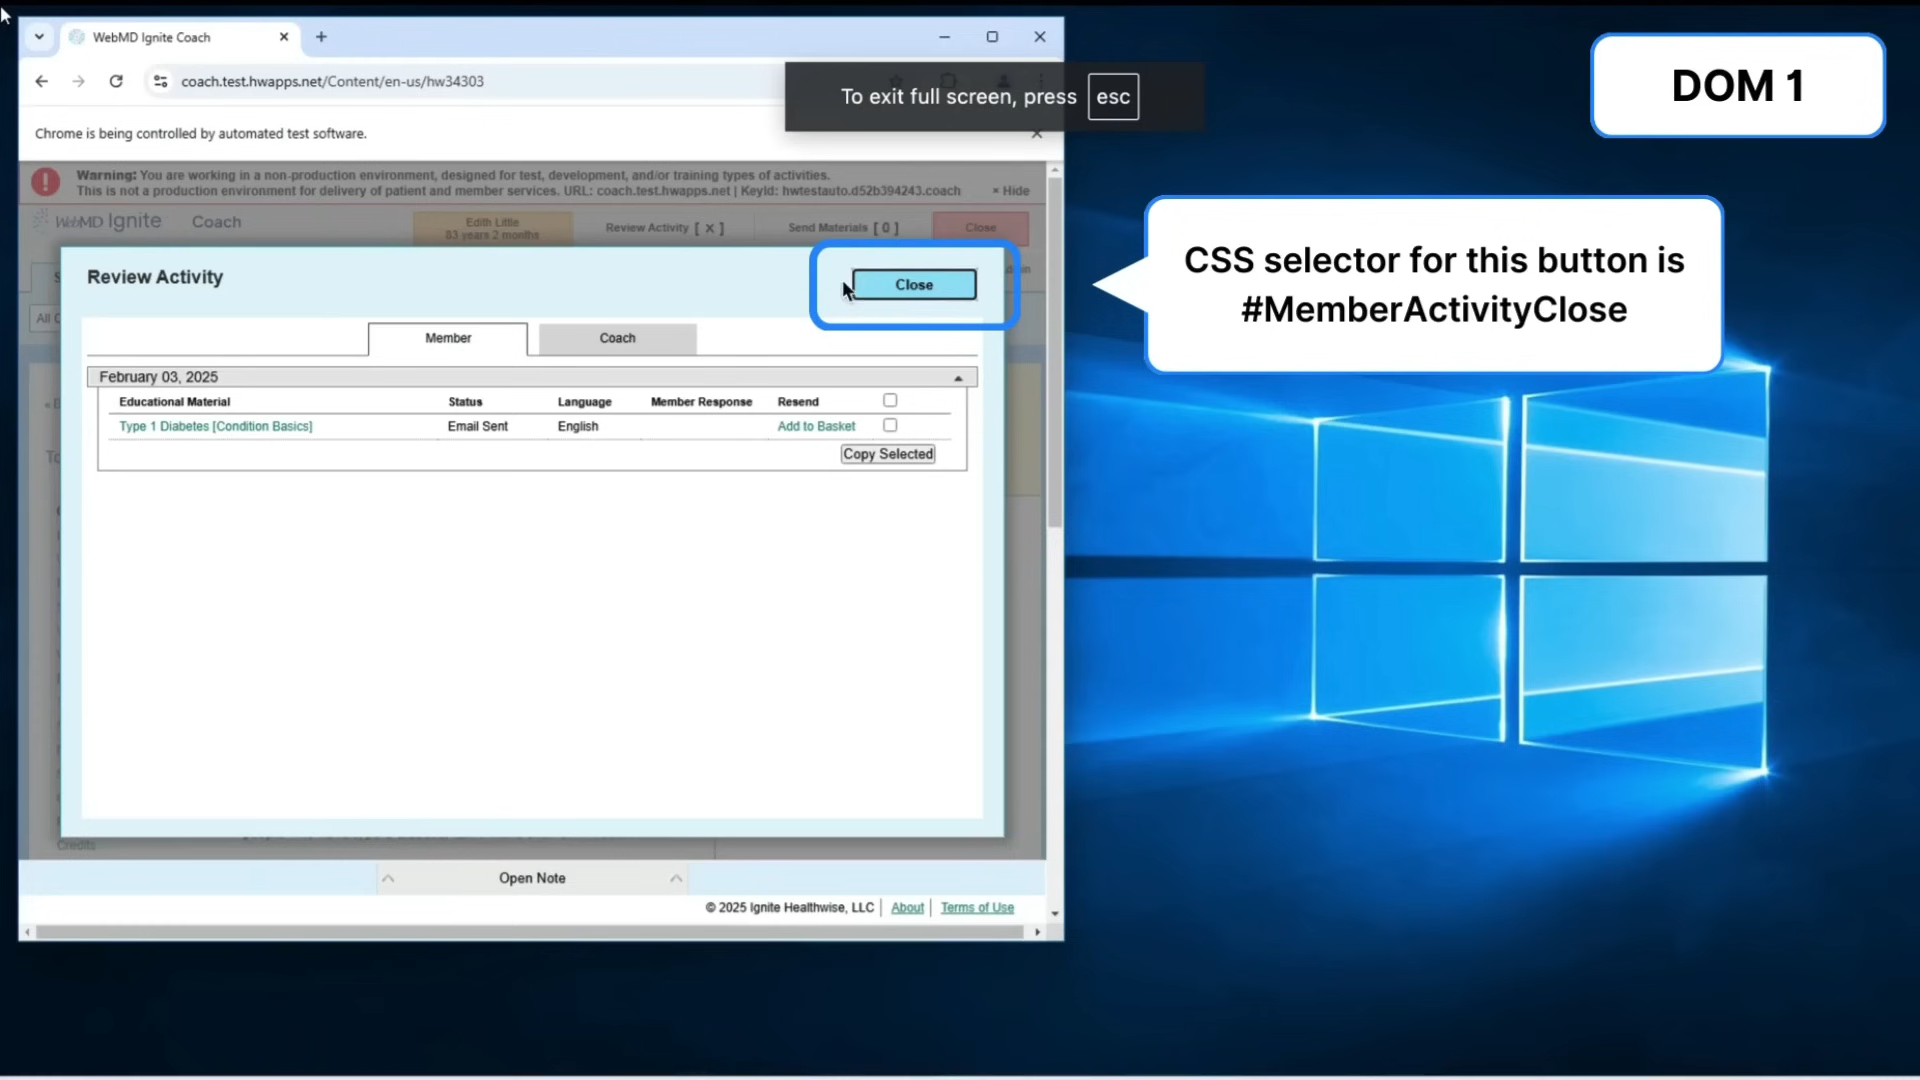 WebMD Ignite Coach
coach.test.hwapps.net/Content/en-us/hw34303
To exit full screen, press esc
DOM 1
Chrome is being controlled by automated test software.
Warning: You are working in a non-production environment, designed for test, development, and/or training types of activities.
This is not a production environment for delivery of patient and member services. URL: coach.test.hwapps.net | KeyId: hwtestauto.d52b394243.coach
× Hide
WebMD Ignite Coach
Edith Little
83 years 2 months
Review Activity [ X ]
Send Materials [ 0 ]
Close
CSS selector for this button is
#MemberActivityClose
Review Activity
Close
All
Member
Coach
February 03, 2025
Educational Material Status Language Member Response Resend
Type 1 Diabetes [Condition Basics] Email Sent English Add to Basket
Copy Selected
Credits
Open Note
© 2025 Ignite Healthwise, LLC | About | Terms of Use